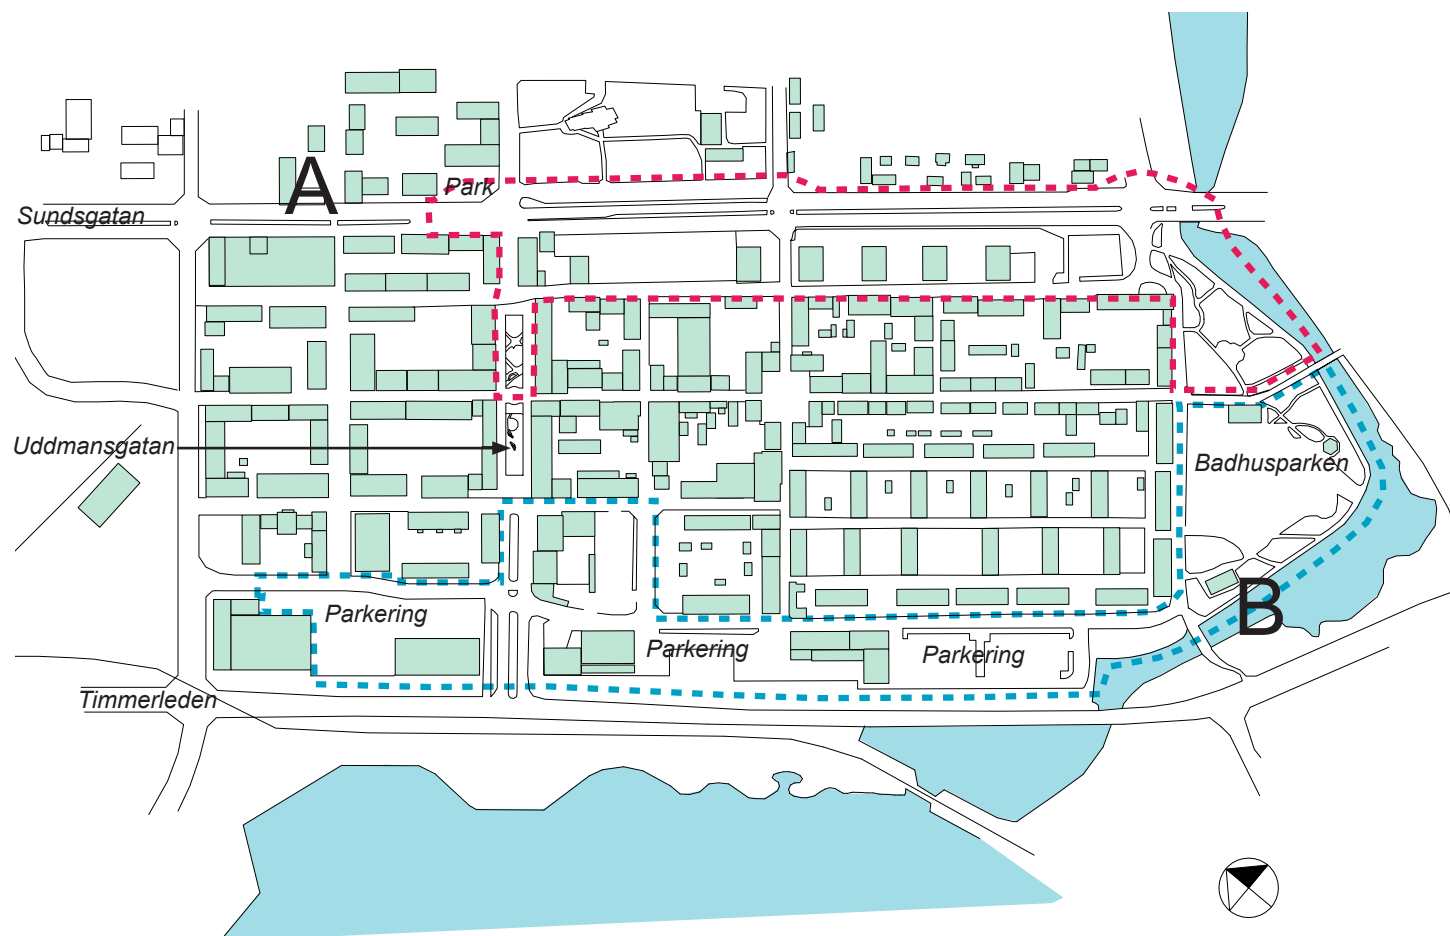 A
Park
Sundsgatan
Uddmansgatan
Badhusparken
B
Parkering
Parkering
Parkering
Timmerleden